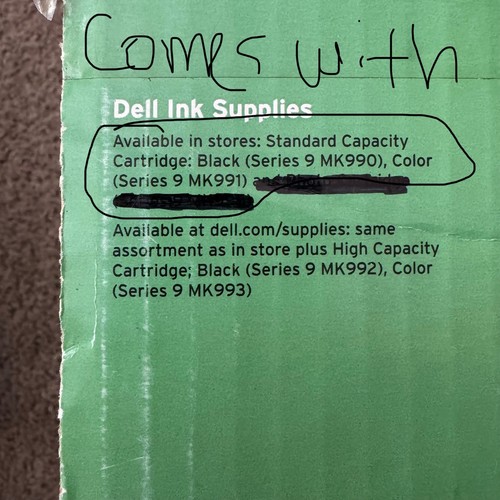 Comes with
Dell Ink Supplies
Available in stores: Standard Capacity
Cartridge: Black (Series 9 MK990), Color
(Series 9 MK991)
Available at dell.com/supplies: same
assortment as in store plus High Capacity
Cartridge; Black (Series 9 MK992), Color
(Series 9 MK993)